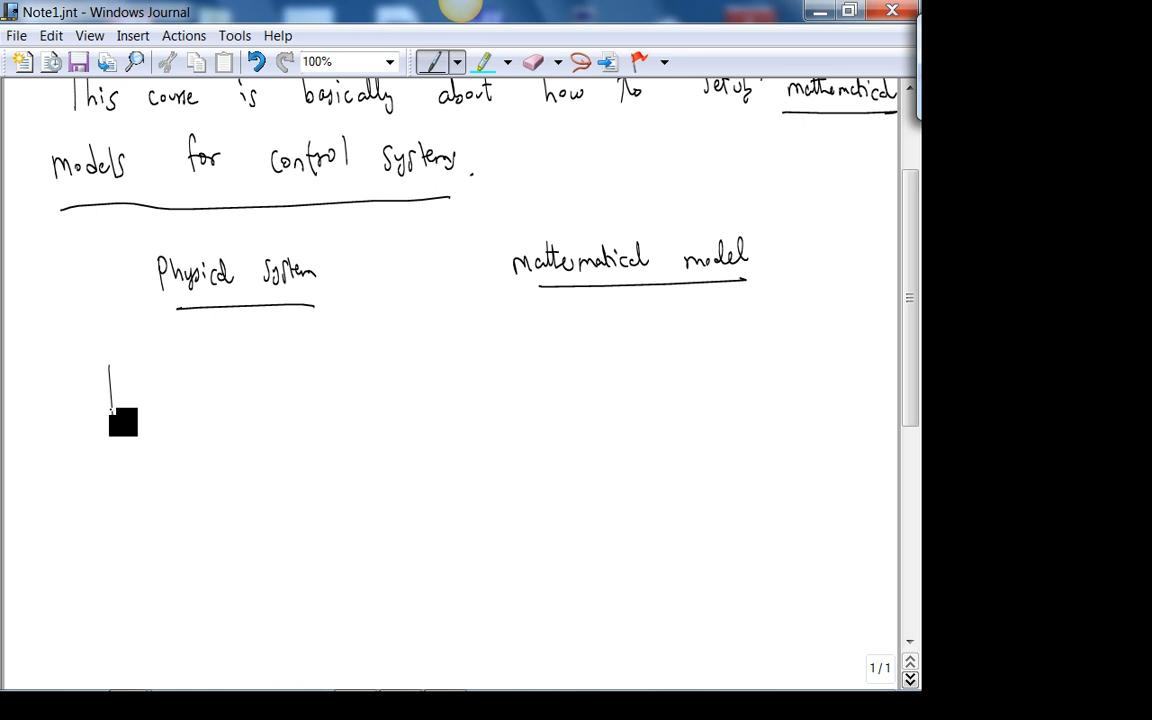 Note1.jnt - Windows Journal
File Edit View Insert Actions Tools Help
100%
This course is basically about how to setup mathematical
models for control systems.
Physical system
mathematical model
1/1